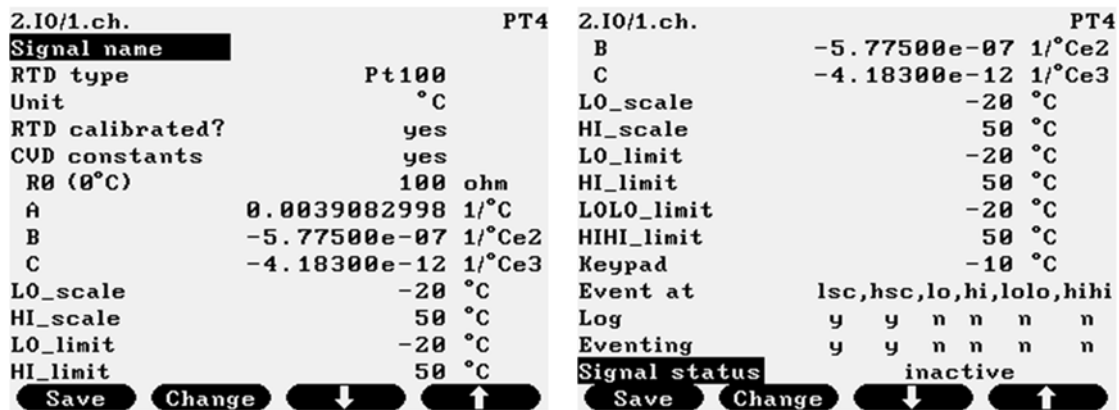 2.IO/1.ch. PT4
Signal name
RTD type Pt100
Unit °C
RTD calibrated? yes
CVD constants yes
R0 (0°C) 100 ohm
A 0.0039082998 1/°C
B -5.77500e-07 1/°Ce2
C -4.18300e-12 1/°Ce3
LO_scale -20 °C
HI_scale 50 °C
LO_limit -20 °C
HI_limit 50 °C
Save Change
2.IO/1.ch. PT4
B -5.77500e-07 1/°Ce2
C -4.18300e-12 1/°Ce3
LO_scale -20 °C
HI_scale 50 °C
LO_limit -20 °C
HI_limit 50 °C
LOLO_limit -20 °C
HIHI_limit 50 °C
Keypad -10 °C
Event at lsc,hsc,lo,hi,lolo,hihi
Log y y n n n n
Eventing y y n n n n
Signal status inactive
Save Change